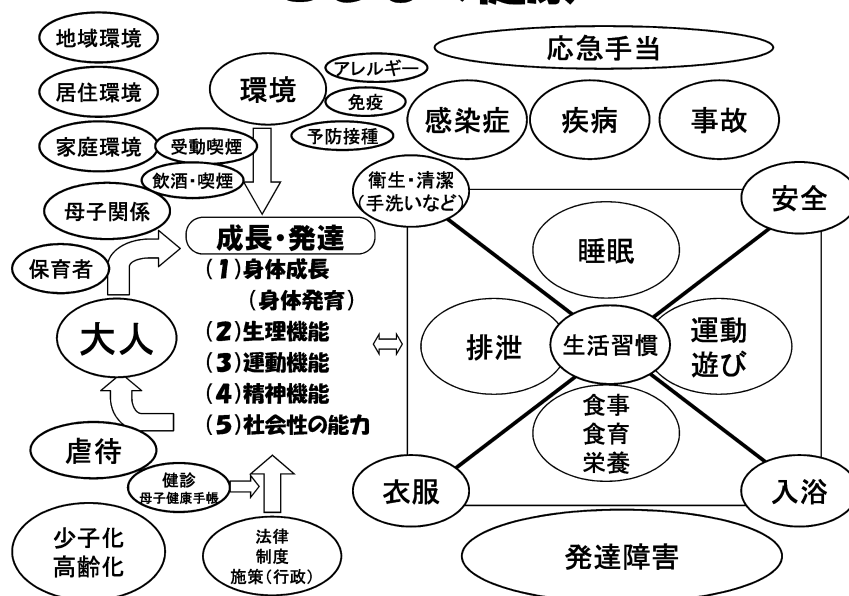 地域環境
居住環境
家庭環境
母子関係
保育者
大人
虐待
少子化
高齢化
受動喫煙
飲酒・喫煙
環境
アレルギー
免疫
予防接種
成長・発達
(1)身体成長
(身体発育)
(2)生理機能
(3)運動機能
(4)精神機能
(5)社会性の能力
健診
母子健康手帳
法律
制度
施策(行政)
応急手当
感染症
疾病
事故
衛生・清潔
(手洗いなど)
安全
睡眠
排泄
生活習慣
運動
遊び
食事
食育
栄養
衣服
入浴
発達障害